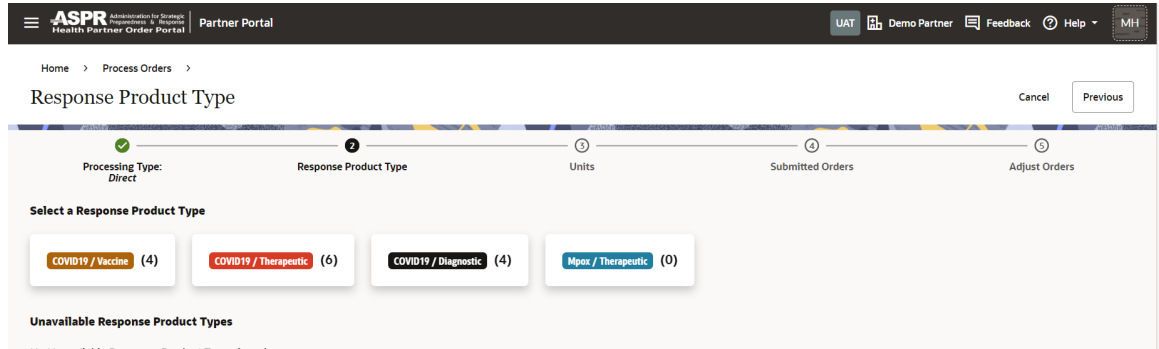 ASPR Administration for Strategic Preparedness & Response
Health Partner Order Portal
Partner Portal
UAT Demo Partner Feedback Help MH
Home > Process Orders >
Response Product Type
Cancel Previous
2 3 4 5
Processing Type: Direct
Response Product Type
Units
Submitted Orders
Adjust Orders
Select a Response Product Type
COVID19 / Vaccine (4)
COVID19 / Therapeutic (6)
COVID19 / Diagnostic (4)
Mpox / Therapeutic (0)
Unavailable Response Product Types